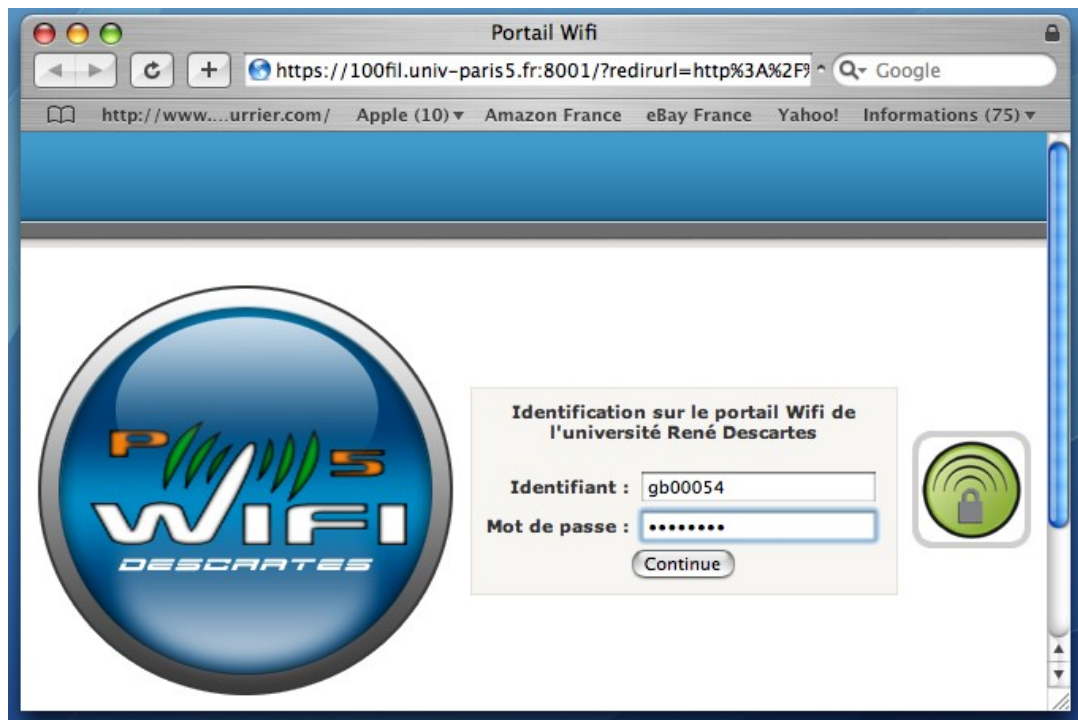 Portail Wifi
https://100fil.univ-paris5.fr:8001/?redirurl=http%3A%2F% Google
http://www....urrier.com/ Apple (10) Amazon France eBay France Yahoo! Informations (75)
P 5
WIFI
DESCARTES
Identification sur le portail Wifi de
l'université René Descartes
Identifiant : gb00054
Mot de passe : ••••••••
Continue